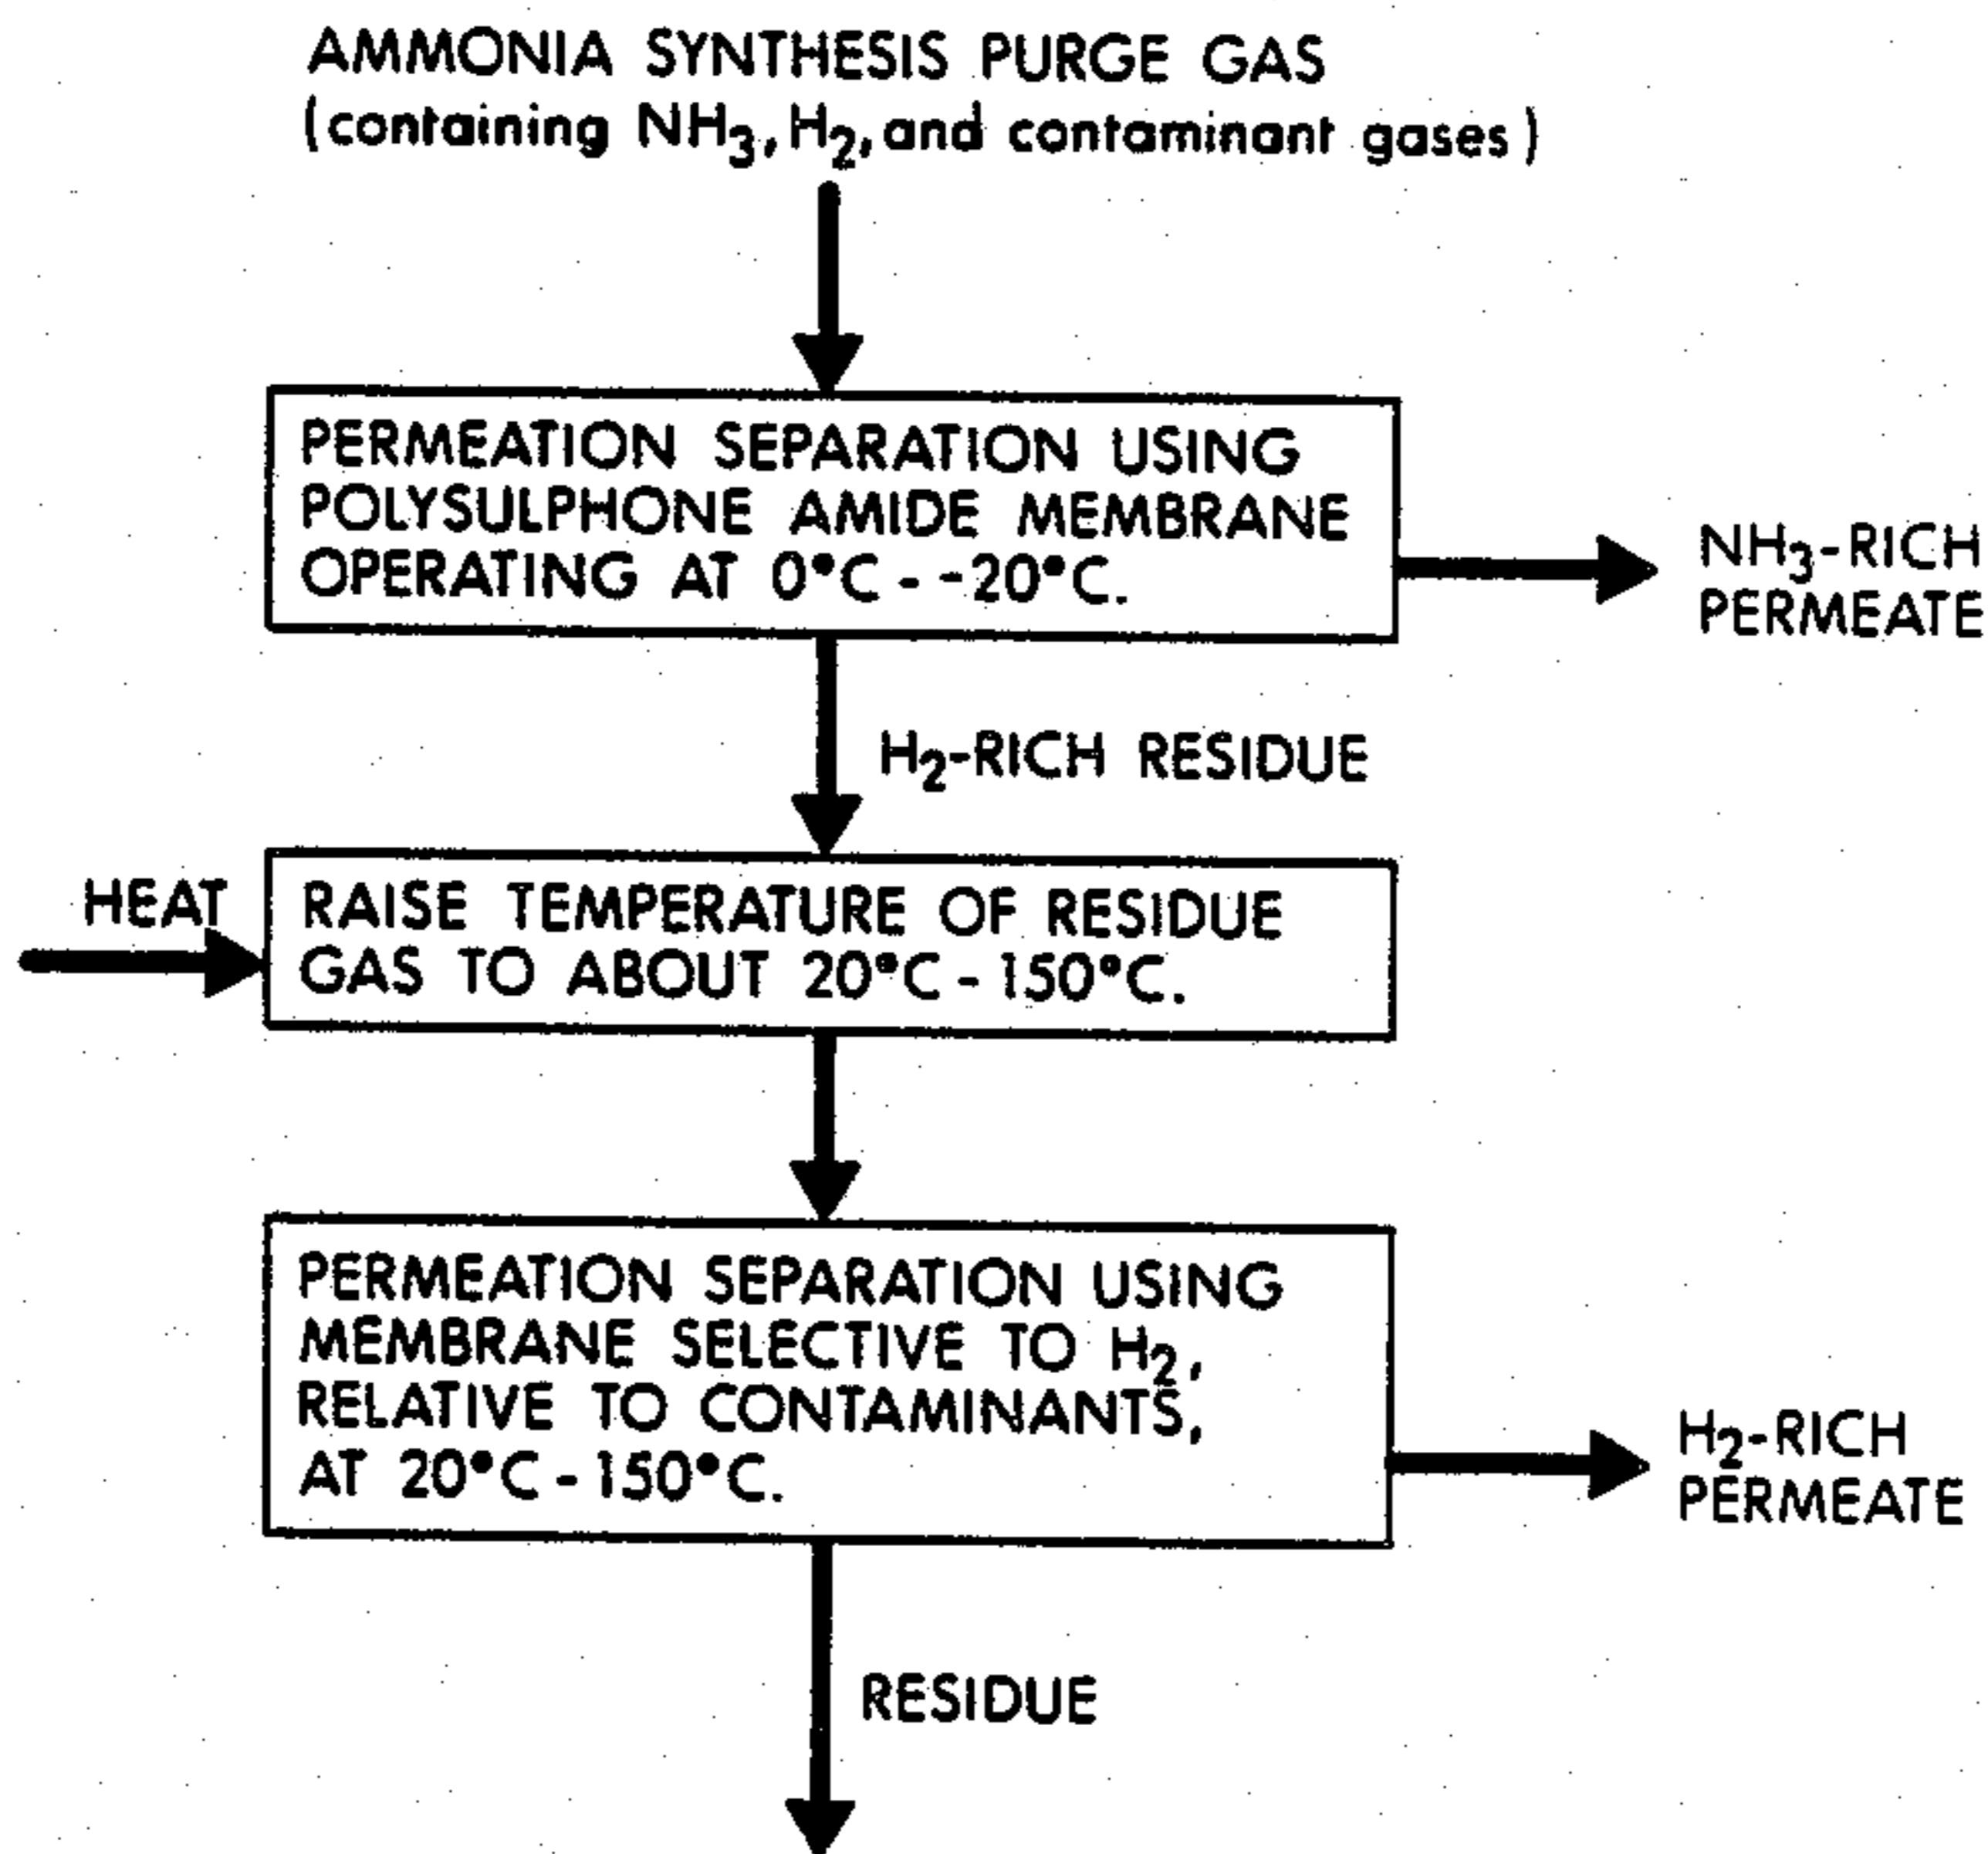 AMMONIA SYNTHESIS PURGE GAS
(containing NH₃, H₂, and contaminant gases)
PERMEATION SEPARATION USING
POLYSULPHONE AMIDE MEMBRANE
OPERATING AT 0°C - -20°C.
NH₃-RICH
PERMEATE
H₂-RICH RESIDUE
HEAT
RAISE TEMPERATURE OF RESIDUE
GAS TO ABOUT 20°C - 150°C.
PERMEATION SEPARATION USING
MEMBRANE SELECTIVE TO H₂,
RELATIVE TO CONTAMINANTS,
AT 20°C - 150°C.
H₂-RICH
PERMEATE
RESIDUE